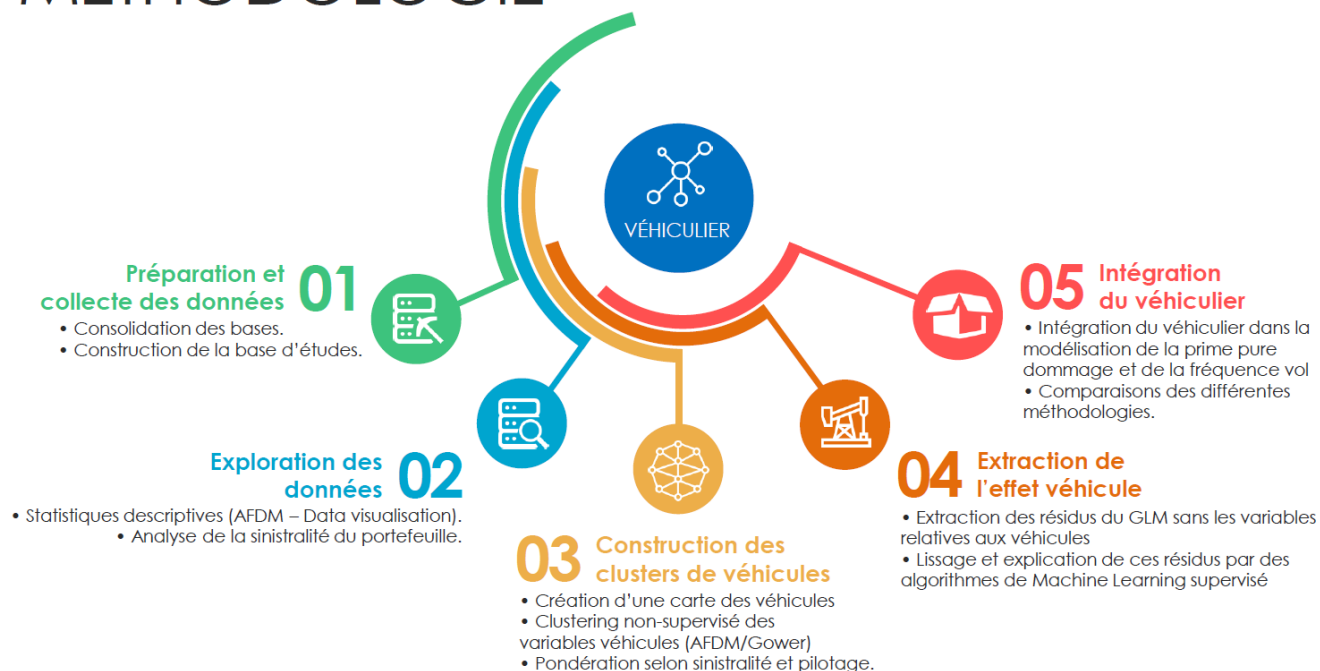 MÉTHODOLOGIE
VÉHICULIER
01
Préparation et
collecte des données
• Consolidation des bases.
• Construction de la base d'études.
02
Exploration des
données
• Statistiques descriptives (AFDM – Data visualisation).
• Analyse de la sinistralité du portefeuille.
03
Construction des
clusters de véhicules
• Création d'une carte des véhicules
• Clustering non-supervisé des
variables véhicules (AFDM/Gower)
• Pondération selon sinistralité et pilotage.
04
Extraction de
l'effet véhicule
• Extraction des résidus du GLM sans les variables
relatives aux véhicules
• Lissage et explication de ces résidus par des
algorithmes de Machine Learning supervisé
05
Intégration
du véhiculier
• Intégration du véhiculier dans la
modélisation de la prime pure
dommage et de la fréquence vol
• Comparaisons des différentes
méthodologies.